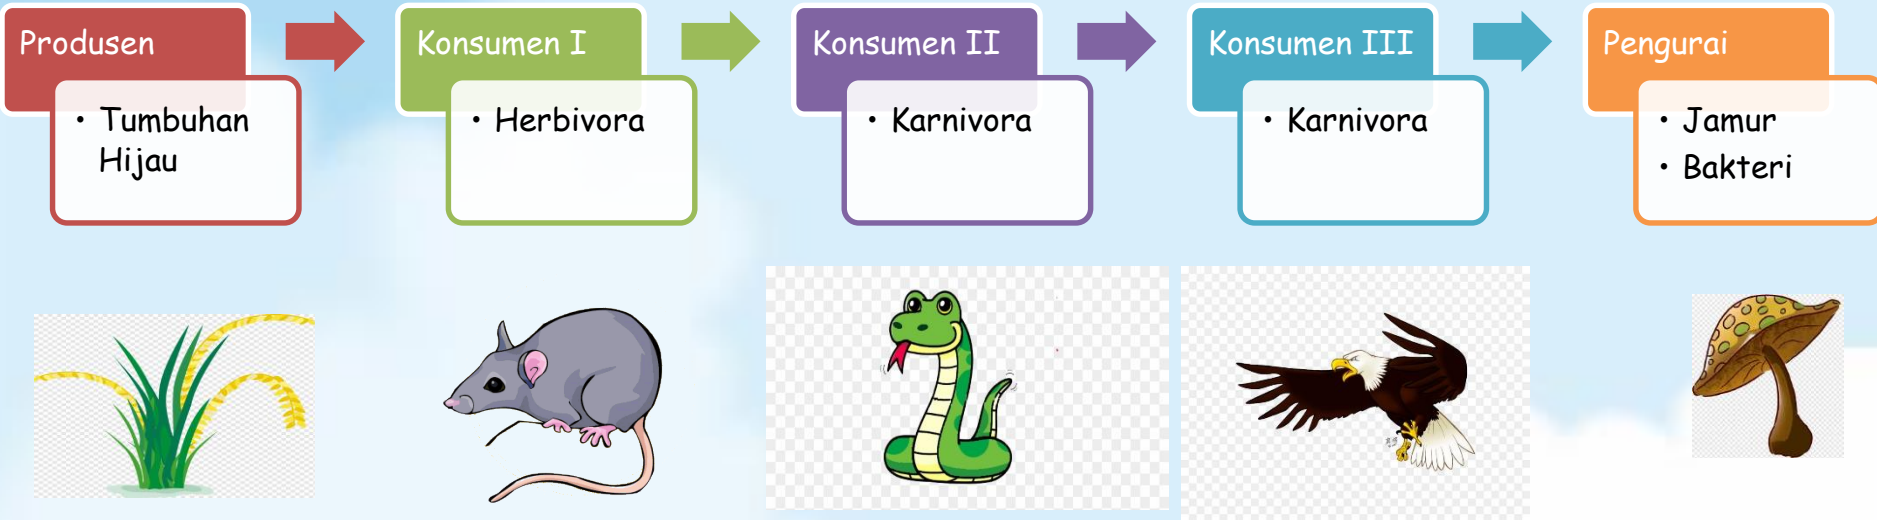 Produsen
• Tumbuhan
Hijau
Konsumen I
• Herbivora
Konsumen II
• Karnivora
Konsumen III
• Karnivora
Pengurai
• Jamur
• Bakteri